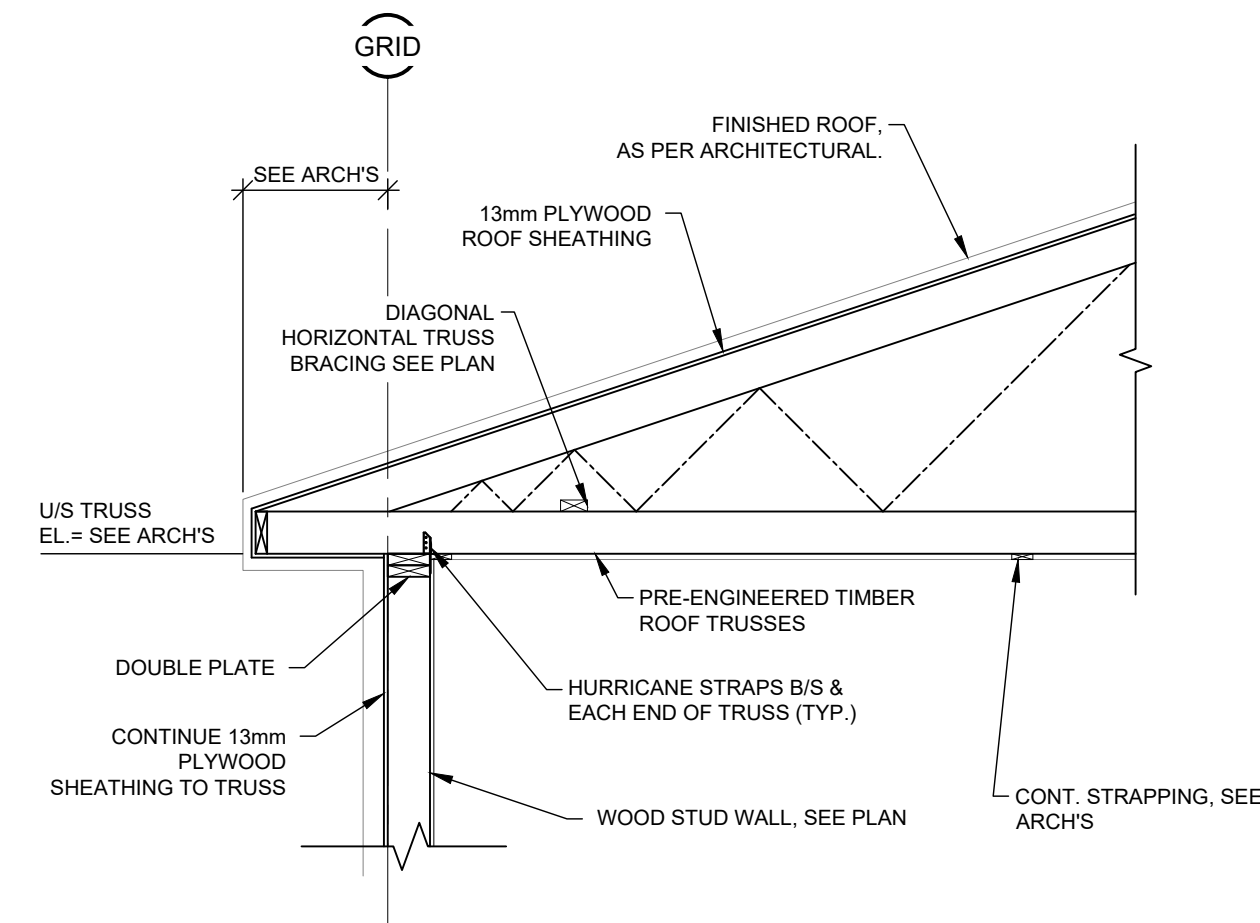 GRID
FINISHED ROOF,
AS PER ARCHITECTURAL.
SEE ARCH'S
13mm PLYWOOD
ROOF SHEATHING
DIAGONAL
HORIZONTAL TRUSS
BRACING SEE PLAN
U/S TRUSS
EL.= SEE ARCH'S
PRE-ENGINEERED TIMBER
ROOF TRUSSES
DOUBLE PLATE
HURRICANE STRAPS B/S &
EACH END OF TRUSS (TYP.)
CONTINUE 13mm
PLYWOOD
SHEATHING TO TRUSS
WOOD STUD WALL, SEE PLAN
CONT. STRAPPING, SEE
ARCH'S